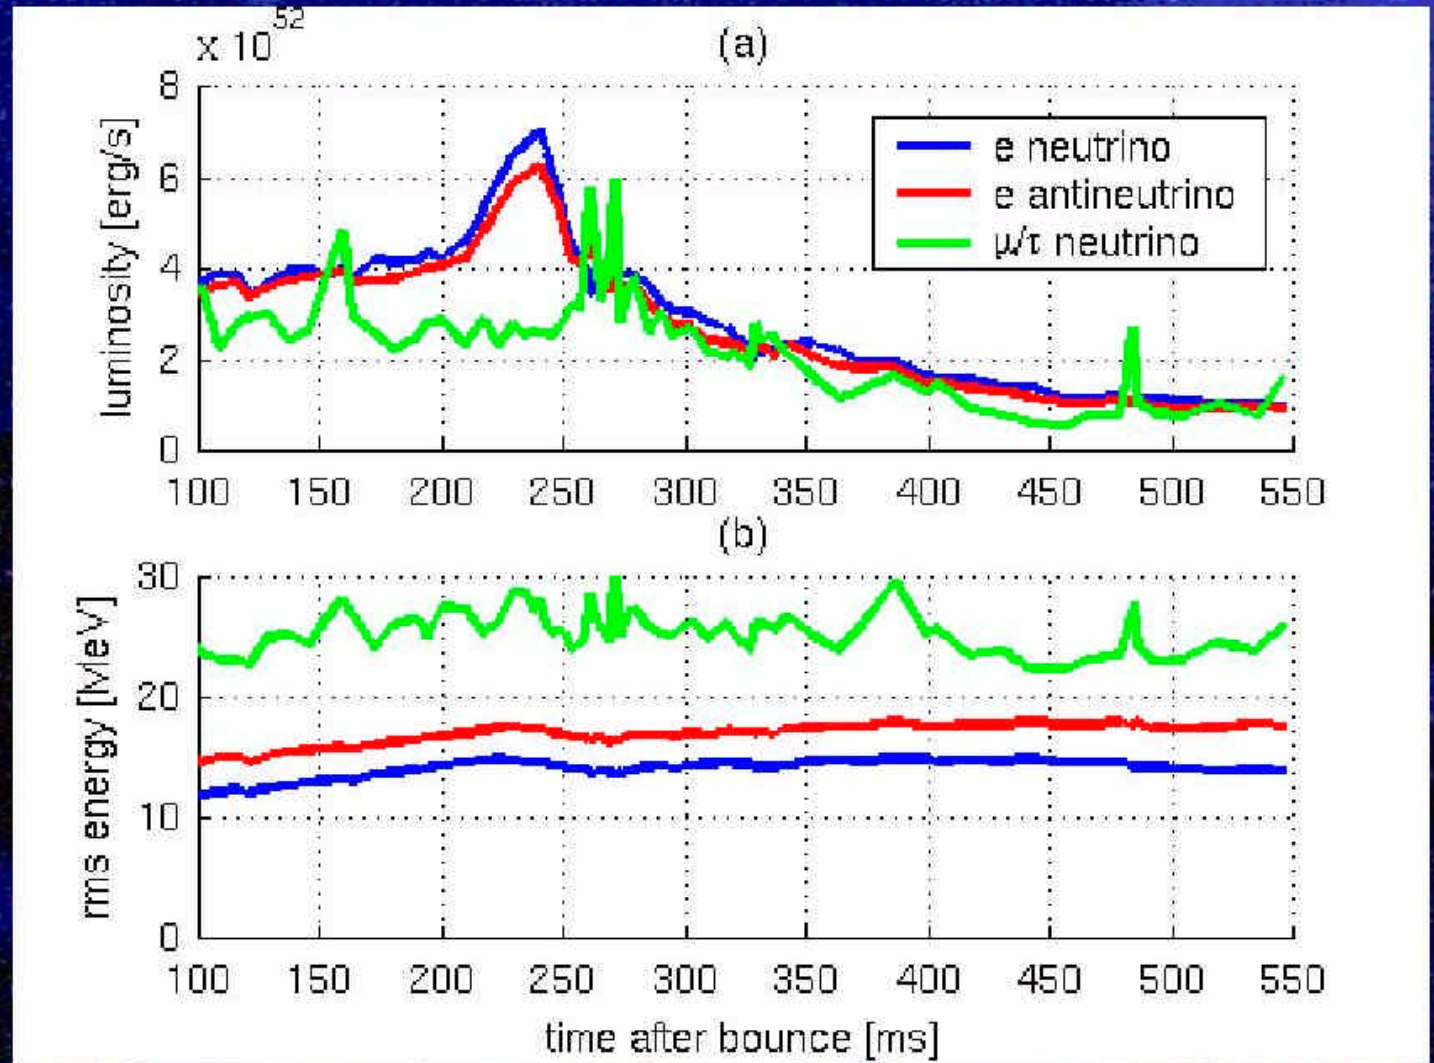 x 10^52
(a)
8
6
4
2
0
luminosity [erg/s]
e neutrino
e antineutrino
μ/τ neutrino
100 150 200 250 300 350 400 450 500 550
(b)
30
20
10
0
rms energy [MeV]
100 150 200 250 300 350 400 450 500 550
time after bounce [ms]